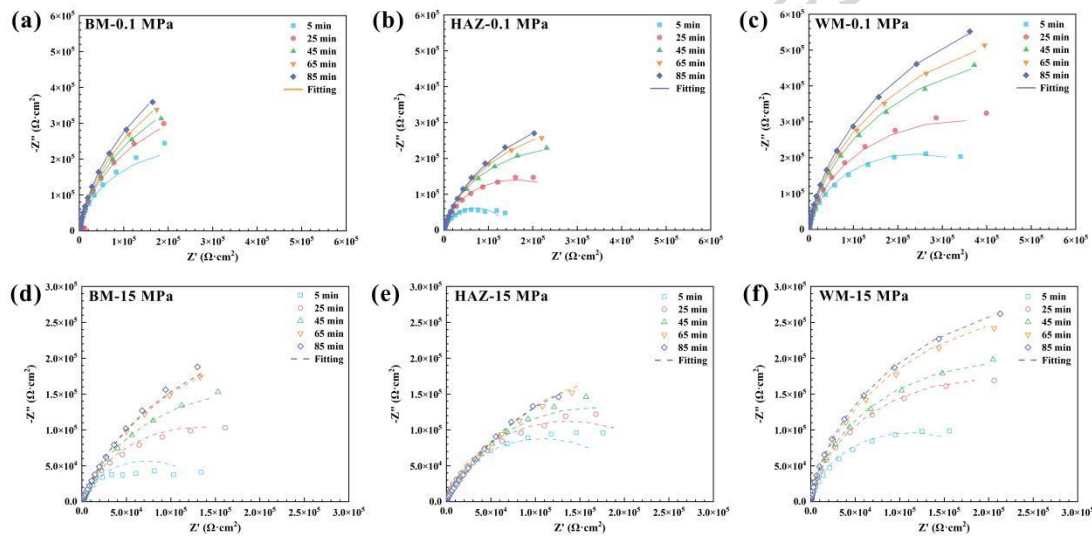 (a) BM-0.1 MPa
6×10⁵
5×10⁵
4×10⁵
3×10⁵
2×10⁵
1×10⁵
0
-Z'' (Ω·cm²)
5 min
25 min
45 min
65 min
85 min
Fitting
1×10⁵ 2×10⁵ 3×10⁵ 4×10⁵ 5×10⁵ 6×10⁵
Z' (Ω·cm²)
(b) HAZ-0.1 MPa
6×10⁵
5×10⁵
4×10⁵
3×10⁵
2×10⁵
1×10⁵
0
-Z'' (Ω·cm²)
5 min
25 min
45 min
65 min
85 min
Fitting
0 1×10⁵ 2×10⁵ 3×10⁵ 4×10⁵ 5×10⁵ 6×10⁵
Z' (Ω·cm²)
(c) WM-0.1 MPa
6×10⁵
5×10⁵
4×10⁵
3×10⁵
2×10⁵
1×10⁵
0
-Z'' (Ω·cm²)
5 min
25 min
45 min
65 min
85 min
Fitting
0 1×10⁵ 2×10⁵ 3×10⁵ 4×10⁵ 5×10⁵ 6×10⁵
Z' (Ω·cm²)
(d) BM-15 MPa
3.0×10⁵
2.5×10⁵
2.0×10⁵
1.5×10⁵
1.0×10⁵
5.0×10⁴
0.0
-Z'' (Ω·cm²)
5 min
25 min
45 min
65 min
85 min
Fitting
0.0 5.0×10⁴ 1.0×10⁵ 1.5×10⁵ 2.0×10⁵ 2.5×10⁵ 3.0×10⁵
Z' (Ω·cm²)
(e) HAZ-15 MPa
3.0×10⁵
2.5×10⁵
2.0×10⁵
1.5×10⁵
1.0×10⁵
5.0×10⁴
0.0
-Z'' (Ω·cm²)
5 min
25 min
45 min
65 min
85 min
Fitting
0.0 5.0×10⁴ 1.0×10⁵ 1.5×10⁵ 2.0×10⁵ 2.5×10⁵ 3.0×10⁵
Z' (Ω·cm²)
(f) WM-15 MPa
3.0×10⁵
2.5×10⁵
2.0×10⁵
1.5×10⁵
1.0×10⁵
5.0×10⁴
0.0
-Z'' (Ω·cm²)
5 min
25 min
45 min
65 min
85 min
Fitting
0.0 5.0×10⁴ 1.0×10⁵ 1.5×10⁵ 2.0×10⁵ 2.5×10⁵ 3.0×10⁵
Z' (Ω·cm²)